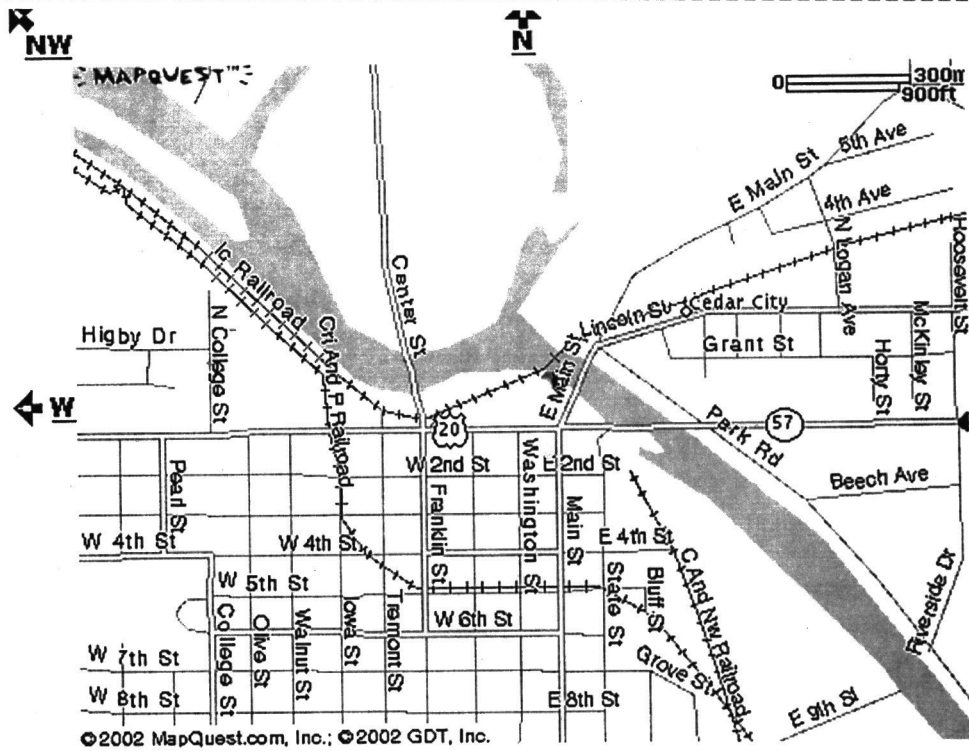 NW
N
MAPQUEST™
0 300m
900ft
5th Ave
E Main St
4th Ave
N Logan Ave
Roosevelt St
Ic Railroad
Center St
Lincoln St
Cedar City
Higby Dr
N College St
Cri And P Railroad
E Main St
Grant St
McKinley St
Horty St
W
20
57
Park Rd
Pearl St
W 2nd St
E 2nd St
Washington St
Beech Ave
Franklin St
Main St
W 4th St
W 4th St
E 4th St
C And NW Railroad
W 5th St
State St
Bluff St
Riverside Dr
College St
Olive St
Walnut St
Iowa St
Tremont St
W 6th St
W 7th St
Grove St
W 8th St
E 8th St
E 9th St
©2002 MapQuest.com, Inc.; ©2002 GDT, Inc.